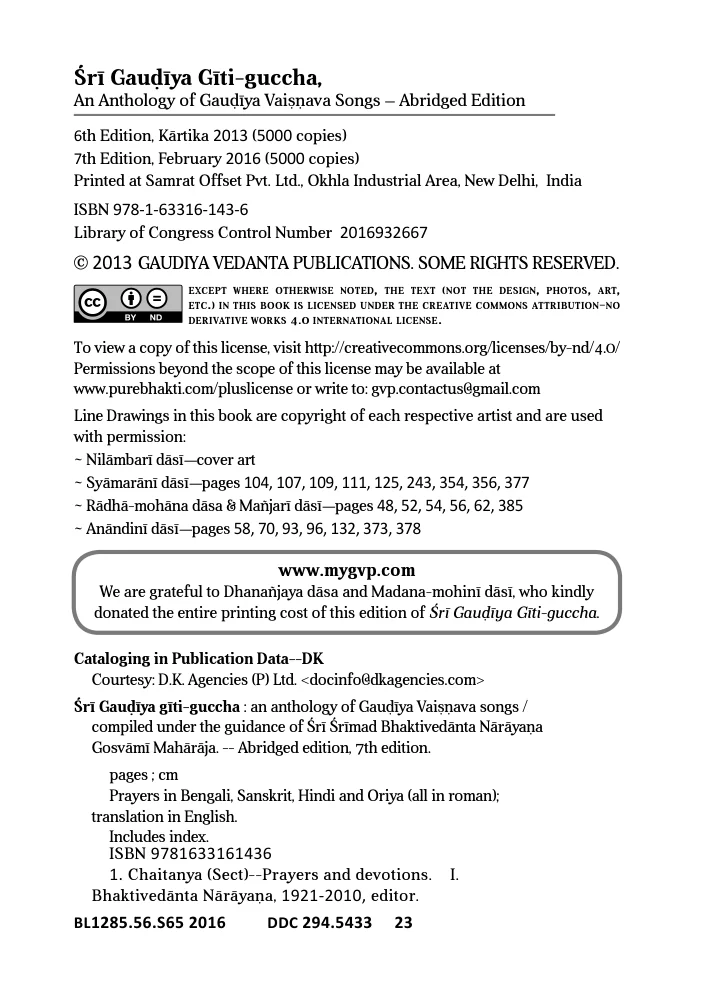 Śrī Gauḍīya Gīti-guccha,
An Anthology of Gauḍīya Vaiṣṇava Songs – Abridged Edition
6th Edition, Kārtika 2013 (5000 copies)
7th Edition, February 2016 (5000 copies)
Printed at Samrat Offset Pvt. Ltd., Okhla Industrial Area, New Delhi, India
ISBN 978-1-63316-143-6
Library of Congress Control Number 2016932667
© 2013 GAUDIYA VEDANTA PUBLICATIONS. SOME RIGHTS RESERVED.
cc BY ND
EXCEPT WHERE OTHERWISE NOTED, THE TEXT (NOT THE DESIGN, PHOTOS, ART,
ETC.) IN THIS BOOK IS LICENSED UNDER THE CREATIVE COMMONS ATTRIBUTION–NO
DERIVATIVE WORKS 4.0 INTERNATIONAL LICENSE.
To view a copy of this license, visit http://creativecommons.org/licenses/by-nd/4.0/
Permissions beyond the scope of this license may be available at
www.purebhakti.com/pluslicense or write to: gvp.contactus@gmail.com
Line Drawings in this book are copyright of each respective artist and are used
with permission:
~ Nilāmbarī dāsī—cover art
~ Syāmarānī dāsī—pages 104, 107, 109, 111, 125, 243, 354, 356, 377
~ Rādhā-mohāna dāsa & Mañjarī dāsī—pages 48, 52, 54, 56, 62, 385
~ Anāndinī dāsī—pages 58, 70, 93, 96, 132, 373, 378
www.mygvp.com
We are grateful to Dhanañjaya dāsa and Madana-mohinī dāsī, who kindly
donated the entire printing cost of this edition of Śrī Gauḍīya Gīti-guccha.
Cataloging in Publication Data--DK
Courtesy: D.K. Agencies (P) Ltd. <docinfo@dkagencies.com>
Śrī Gauḍīya gīti-guccha : an anthology of Gauḍīya Vaiṣṇava songs /
compiled under the guidance of Śrī Śrīmad Bhaktivedānta Nārāyaṇa
Gosvāmī Mahārāja. -- Abridged edition, 7th edition.
pages ; cm
Prayers in Bengali, Sanskrit, Hindi and Oriya (all in roman);
translation in English.
Includes index.
ISBN 9781633161436
1. Chaitanya (Sect)--Prayers and devotions. I.
Bhaktivedānta Nārāyaṇa, 1921-2010, editor.
BL1285.56.S65 2016 DDC 294.5433 23